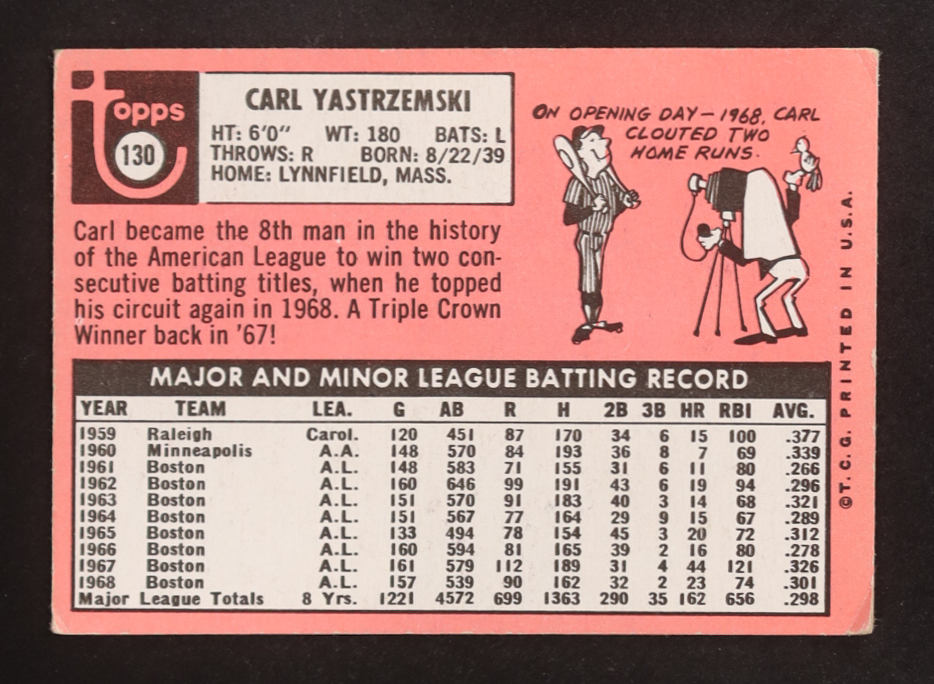 topps
130
CARL YASTRZEMSKI
HT: 6'0" WT: 180 BATS: L
THROWS: R BORN: 8/22/39
HOME: LYNNFIELD, MASS.
ON OPENING DAY—1968, CARL
CLOUTED TWO
HOME RUNS.
Carl became the 8th man in the history
of the American League to win two con-
secutive batting titles, when he topped
his circuit again in 1968. A Triple Crown
Winner back in '67!
MAJOR AND MINOR LEAGUE BATTING RECORD
YEAR TEAM LEA. G AB R H 2B 3B HR RBI AVG.
1959 Raleigh Carol. 120 451 87 170 34 6 15 100 .377
1960 Minneapolis A.A. 148 570 84 193 36 8 7 69 .339
1961 Boston A.L. 148 583 71 155 31 6 11 80 .266
1962 Boston A.L. 160 646 99 191 43 6 19 94 .296
1963 Boston A.L. 151 570 91 183 40 3 14 68 .321
1964 Boston A.L. 151 567 77 164 29 9 15 67 .289
1965 Boston A.L. 133 494 78 154 45 3 20 72 .312
1966 Boston A.L. 160 594 81 165 39 2 16 80 .278
1967 Boston A.L. 161 579 112 189 31 4 44 121 .326
1968 Boston A.L. 157 539 90 162 32 2 23 74 .301
Major League Totals 8 Yrs. 1221 4572 699 1363 290 35 162 656 .298
©T. C. G. PRINTED IN U.S.A.